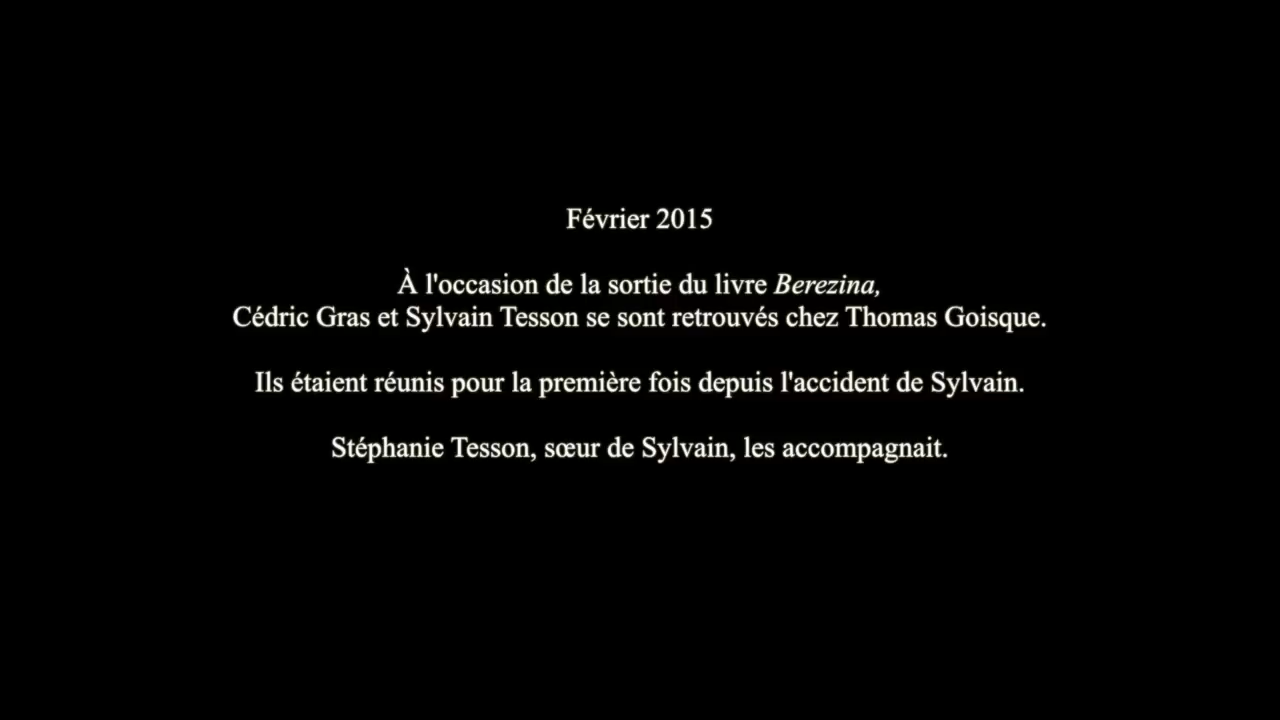 Février 2015
À l'occasion de la sortie du livre Berezina,
Cédric Gras et Sylvain Tesson se sont retrouvés chez Thomas Goisque.
Ils étaient réunis pour la première fois depuis l'accident de Sylvain.
Stéphanie Tesson, sœur de Sylvain, les accompagnait.